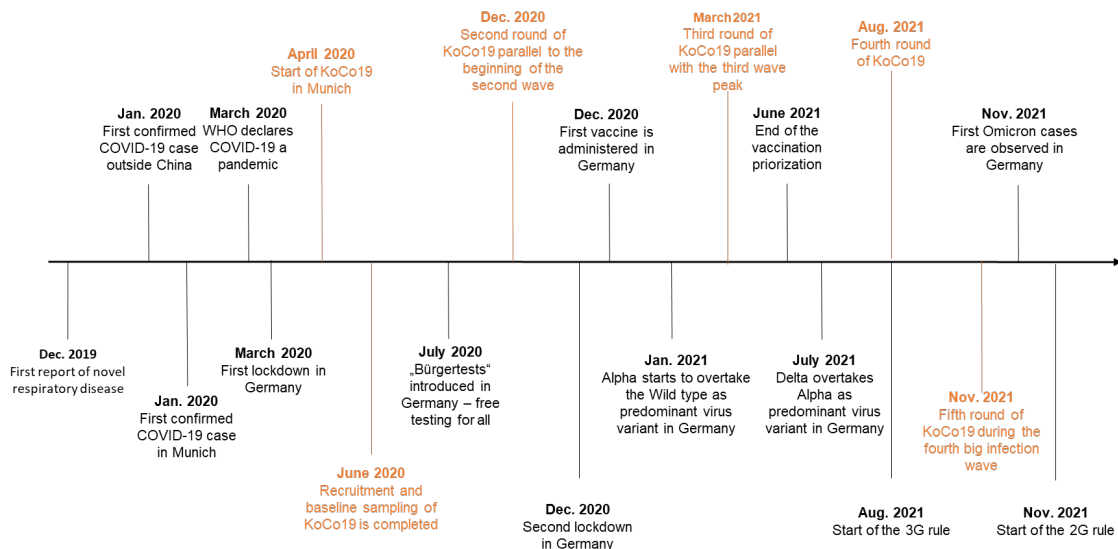 Dec. 2020
Second round of
KoCo19 parallel to the
beginning of the
second wave
March2021
Third round of
KoCo19 parallel
with the third wave
peak
Aug. 2021
Fourth round
of KoCo19
April 2020
Start of KoCo19
in Munich
Jan. 2020
First confirmed
COVID-19 case
outside China
March 2020
WHO declares
COVID-19 a
pandemic
Dec. 2020
First vaccine is
administered in
Germany
June 2021
End of the
vaccination
priorization
Nov. 2021
First Omicron cases
are observed in
Germany
Dec. 2019
First report of novel
respiratory disease
Jan. 2020
First confirmed
COVID-19 case
in Munich
March 2020
First lockdown in
Germany
June 2020
Recruitment and
baseline sampling of
KoCo19 is completed
July 2020
„Bürgertests“
introduced in
Germany – free
testing for all
Dec. 2020
Second lockdown
in Germany
Jan. 2021
Alpha starts to overtake
the Wild type as
predominant virus
variant in Germany
July 2021
Delta overtakes
Alpha as
predominant virus
variant in Germany
Aug. 2021
Start of the 3G rule
Nov. 2021
Fifth round of
KoCo19 during the
fourth big infection
wave
Nov. 2021
Start of the 2G rule